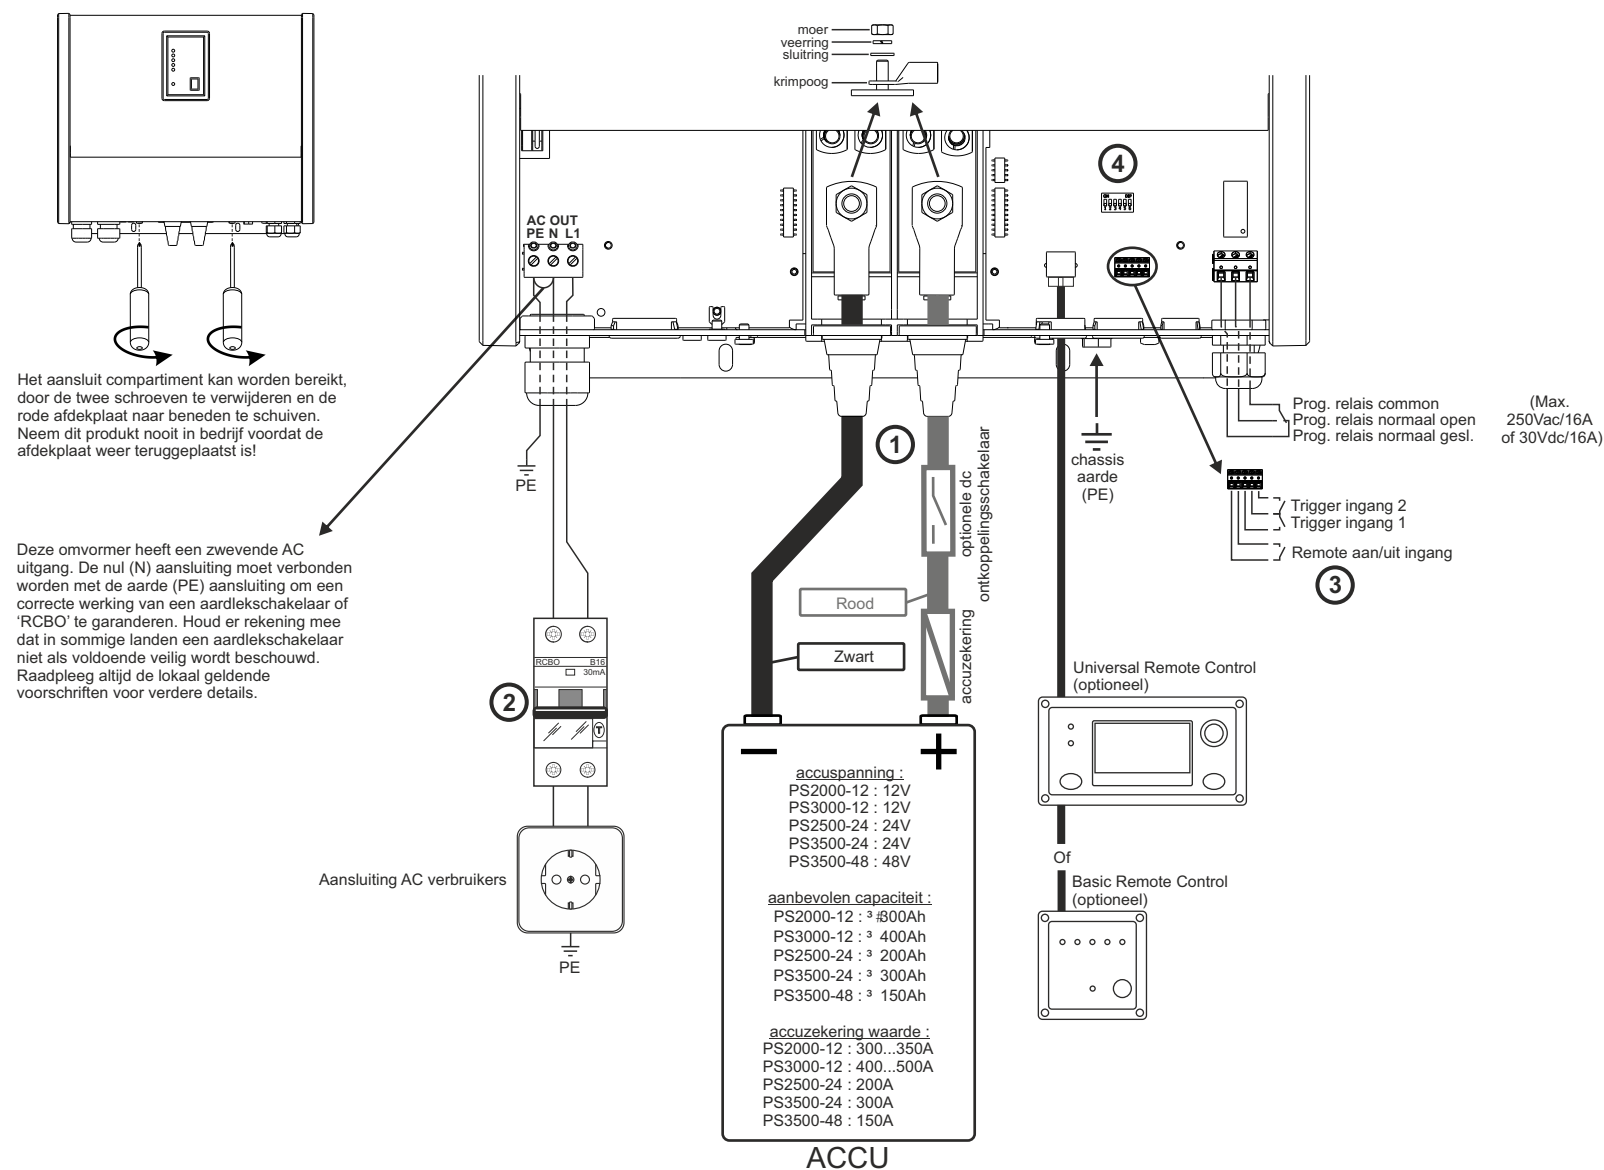 moer
veerring
sluitring
krimpoog
4
ON DIP
1 2 3 4 5 6
AC OUT
PE N L1
Het aansluit compartiment kan worden bereikt,
door de twee schroeven te verwijderen en de
rode afdekplaat naar beneden te schuiven.
Neem dit produkt nooit in bedrijf voordat de
afdekplaat weer teruggeplaatst is!
PE
1
chassis
aarde
(PE)
Prog. relais common
Prog. relais normaal open
Prog. relais normaal gesl.
(Max.
250Vac/16A
of 30Vdc/16A)
Trigger ingang 2
Trigger ingang 1
Remote aan/uit ingang
3
Deze omvormer heeft een zwevende AC
uitgang. De nul (N) aansluiting moet verbonden
worden met de aarde (PE) aansluiting om een
correcte werking van een aardlekschakelaar of
‘RCBO’ te garanderen. Houd er rekening mee
dat in sommige landen een aardlekschakelaar
niet als voldoende veilig wordt beschouwd.
Raadpleeg altijd de lokaal geldende
voorschriften voor verdere details.
optionele dc
ontkoppelingsschakelaar
Rood
Zwart
accuzekering
RCBO B16
30mA
T
2
Aansluiting AC verbruikers
PE
accuspanning :
PS2000-12 : 12V
PS3000-12 : 12V
PS2500-24 : 24V
PS3500-24 : 24V
PS3500-48 : 48V
aanbevolen capaciteit :
PS2000-12 : ³ #300Ah
PS3000-12 : ³ 400Ah
PS2500-24 : ³ 200Ah
PS3500-24 : ³ 300Ah
PS3500-48 : ³ 150Ah
accuzekering waarde :
PS2000-12 : 300...350A
PS3000-12 : 400...500A
PS2500-24 : 200A
PS3500-24 : 300A
PS3500-48 : 150A
ACCU
Universal Remote Control
(optioneel)
Of
Basic Remote Control
(optioneel)